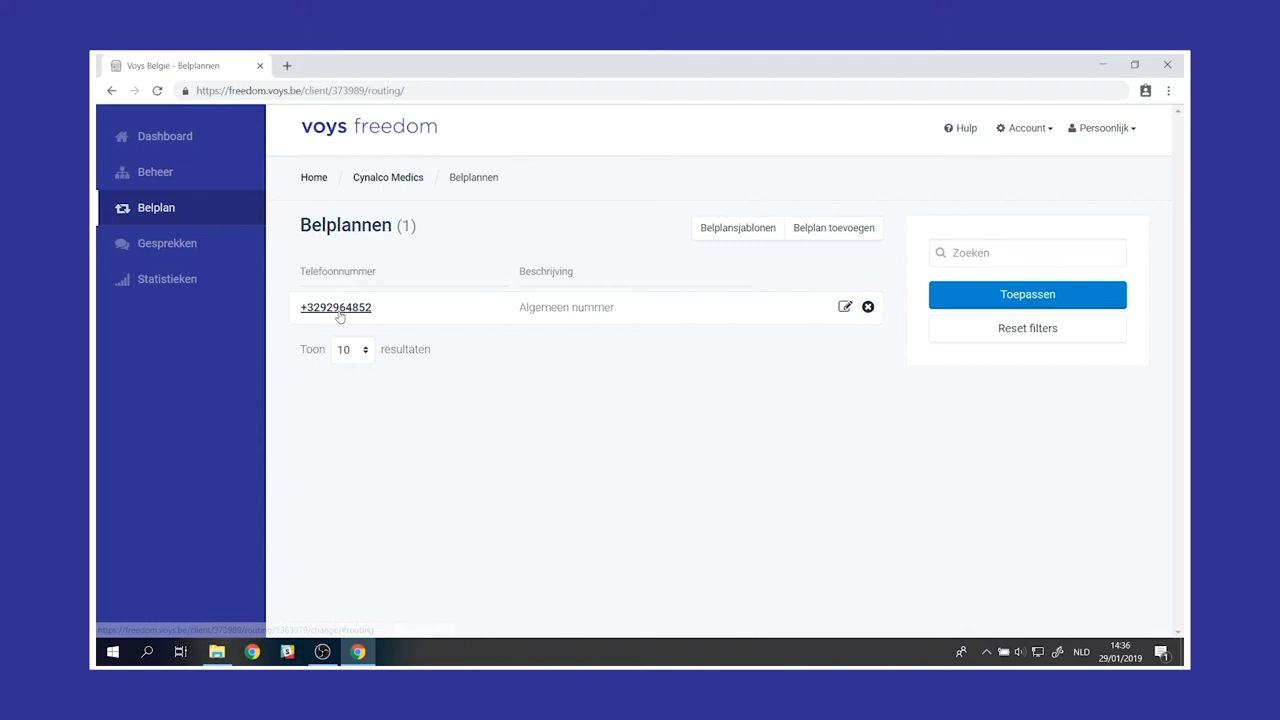 Voys België - Belplannen
https://freedom.voys.be/client/373989/routing/
Dashboard
Beheer
Belplan
Gesprekken
Statistieken
voys freedom
Hulp
Account
Persoonlijk
Home / Cynalco Medics / Belplannen
Belplannen (1)
Belplansjablonen
Belplan toevoegen
Telefoonnummer
Beschrijving
+3292964852
Algemeen nummer
Toon 10 resultaten
Zoeken
Toepassen
Reset filters
NLD
14:36
29/01/2019
1